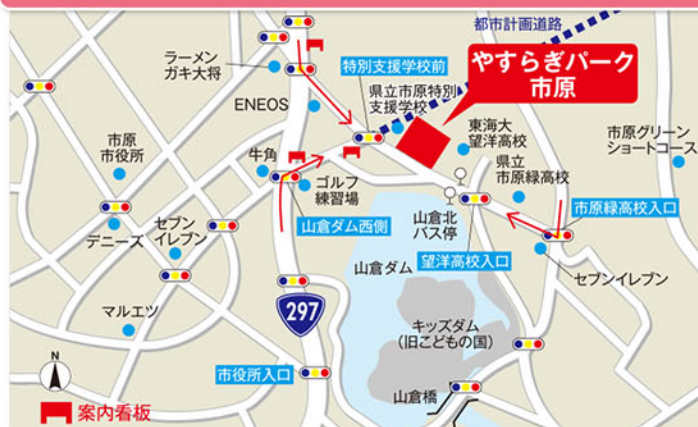 都市計画道路
やすらぎパーク
市原
ラーメン
ガキ大将
特別支援学校前
県立市原特別
支援学校
ENEOS
東海大
望洋高校
市原グリーン
ショートコース
市原
市役所
牛角
ゴルフ
練習場
県立
市原緑高校
山倉ダム西側
山倉北
バス停
市原緑高校入口
デニーズ
セブン
イレブン
山倉ダム
望洋高校入口
セブンイレブン
297
マルエツ
キッズダム
(旧こどもの国)
市役所入口
山倉橋
N
案内看板